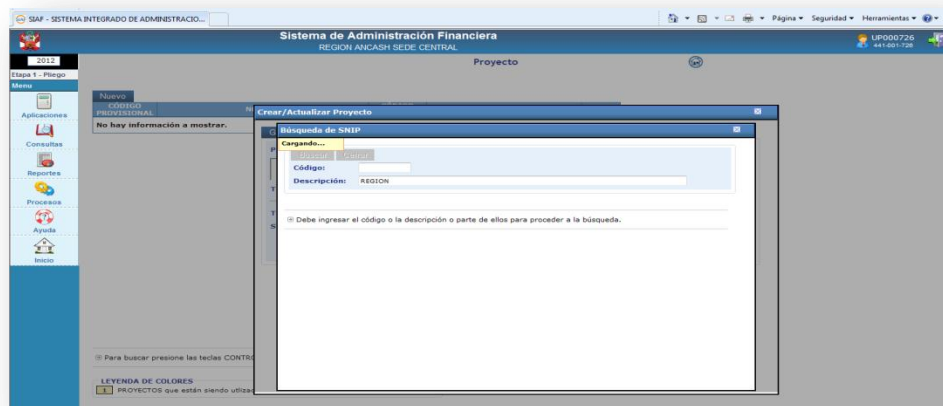 SIAF - SISTEMA INTEGRADO DE ADMINISTRACIO...
Página Seguridad Herramientas
Sistema de Administración Financiera
REGION ANCASH SEDE CENTRAL
UP000726
441-001-726
2012
Proyecto
Etapa 1 - Pliego
Menu
Nuevo
CÓDIGO
PROVISIONAL
No hay información a mostrar.
Aplicaciones
Consultas
Reportes
Procesos
Ayuda
Inicio
Crear/Actualizar Proyecto
Búsqueda de SNIP
Cargando...
Código:
Descripción: REGION
Debe ingresar el código o la descripción o parte de ellos para proceder a la búsqueda.
Para buscar presione las teclas CONTR
LEYENDA DE COLORES
1 PROYECTOS que están siendo utiliza